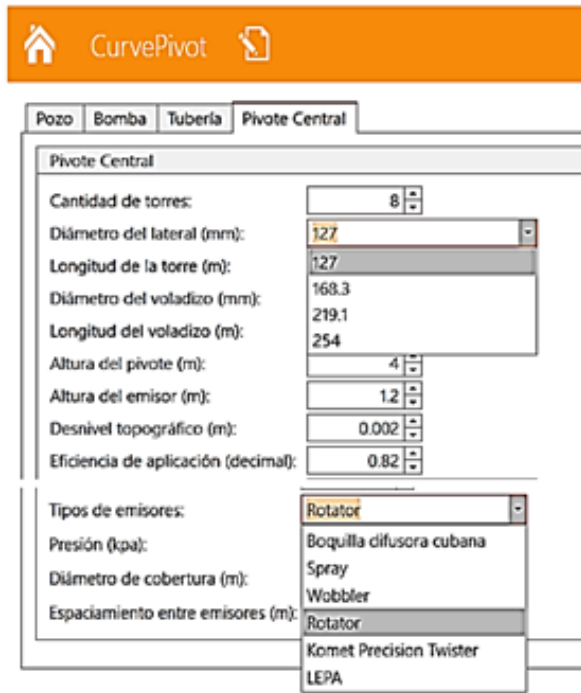 CurvePivot
Pozo Bomba Tubería Pivote Central
Pivote Central
Cantidad de torres: 8
Diámetro del lateral (mm): 127
Longitud de la torre (m): 127
Diámetro del voladizo (mm): 168.3
219.1
Longitud del voladizo (m): 254
Altura del pivote (m): 4
Altura del emisor (m): 1.2
Desnivel topográfico (m): 0.002
Eficiencia de aplicación (decimal): 0.82
Tipos de emisores: Rotator
Presión (kpa): Boquilla difusora cubana
Spray
Diámetro de cobertura (m): Wobbler
Espaciamiento entre emisores (m): Rotator
Komet Precision Twister
LEPA